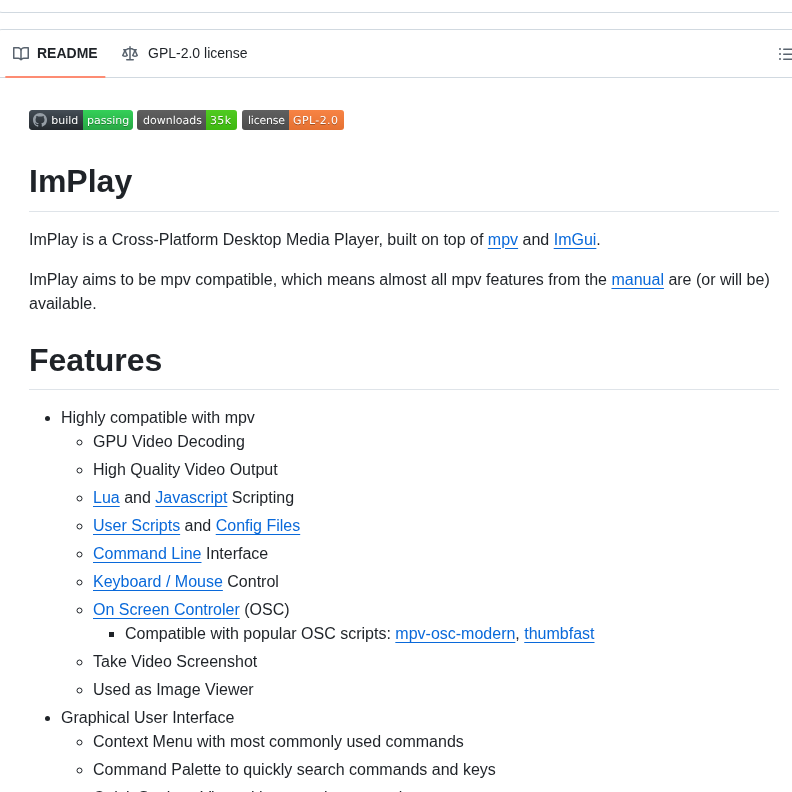 README
GPL-2.0 license
build passing
downloads 35k
license GPL-2.0
ImPlay
ImPlay is a Cross-Platform Desktop Media Player, built on top of mpv and ImGui.
ImPlay aims to be mpv compatible, which means almost all mpv features from the manual are (or will be)
available.
Features
Highly compatible with mpv
GPU Video Decoding
High Quality Video Output
Lua and Javascript Scripting
User Scripts and Config Files
Command Line Interface
Keyboard / Mouse Control
On Screen Controler (OSC)
Compatible with popular OSC scripts: mpv-osc-modern, thumbfast
Take Video Screenshot
Used as Image Viewer
Graphical User Interface
Context Menu with most commonly used commands
Command Palette to quickly search commands and keys